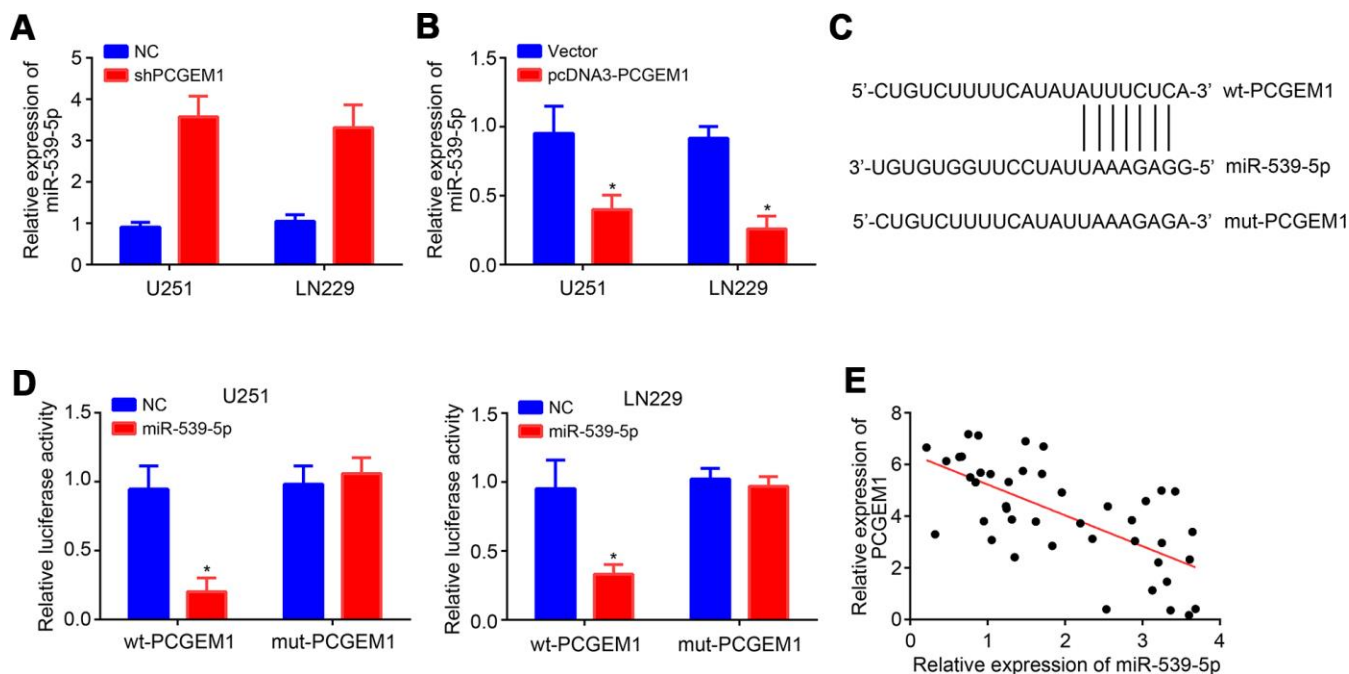 A
NC
shPCGEM1
Relative expression of
miR-539-5p
5
4
3
2
1
0
U251
LN229
B
Vector
pcDNA3-PCGEM1
Relative expression of
miR-539-5p
1.5
1.0
0.5
0.0
*
*
U251
LN229
C
5'-CUGUCUUUUCAUAUAUUUCUCA-3' wt-PCGEM1
3'-UGUGUGGUUCCUAUUAAAGAGG-5' miR-539-5p
5'-CUGUCUUUUCAUAUUAAAGAGA-3' mut-PCGEM1
D
U251
NC
miR-539-5p
Relative luciferase activity
1.5
1.0
0.5
0.0
*
wt-PCGEM1
mut-PCGEM1
LN229
NC
miR-539-5p
Relative luciferase activity
1.5
1.0
0.5
0.0
*
wt-PCGEM1
mut-PCGEM1
E
Relative expression of
PCGEM1
8
6
4
2
0
0
1
2
3
4
Relative expression of miR-539-5p